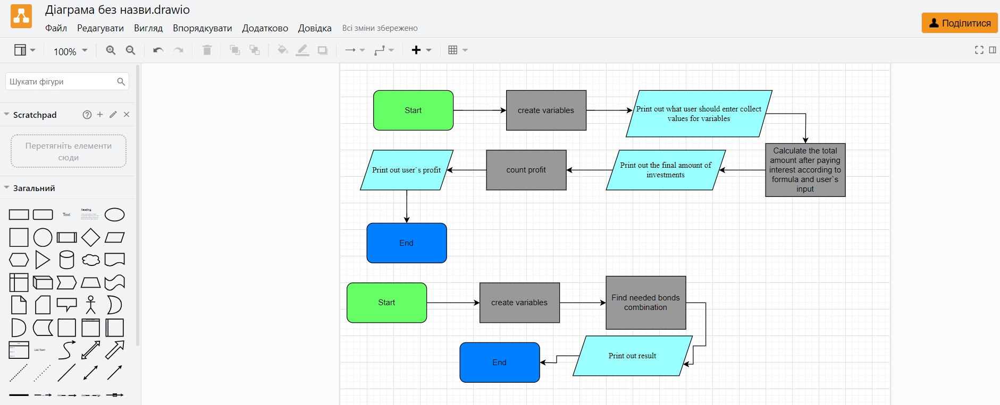 Діаграма без назви.drawio
Файл Редагувати Вигляд Впорядкувати Додатково Довідка Всі зміни збережено
Поділитися
100%
Шукати фігури
Scratchpad
Перетягніть елементи
сюди
Загальний
Text
Heading
List Item
Start
create variables
Print out what user should enter collect
values for variables
Calculate the total
amount after paying
interest according to
formula and user`s
input
Print out the final amount of
investments
count profit
Print out user`s profit
End
Start
create variables
Find needed bonds
combination
Print out result
End